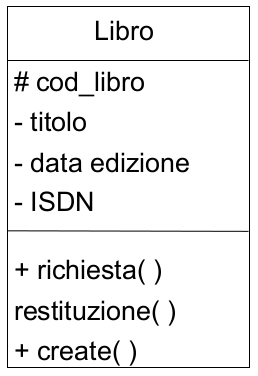 Libro
# cod_libro
- titolo
- data edizione
- ISDN
+ richiesta( )
restituzione( )
+ create( )